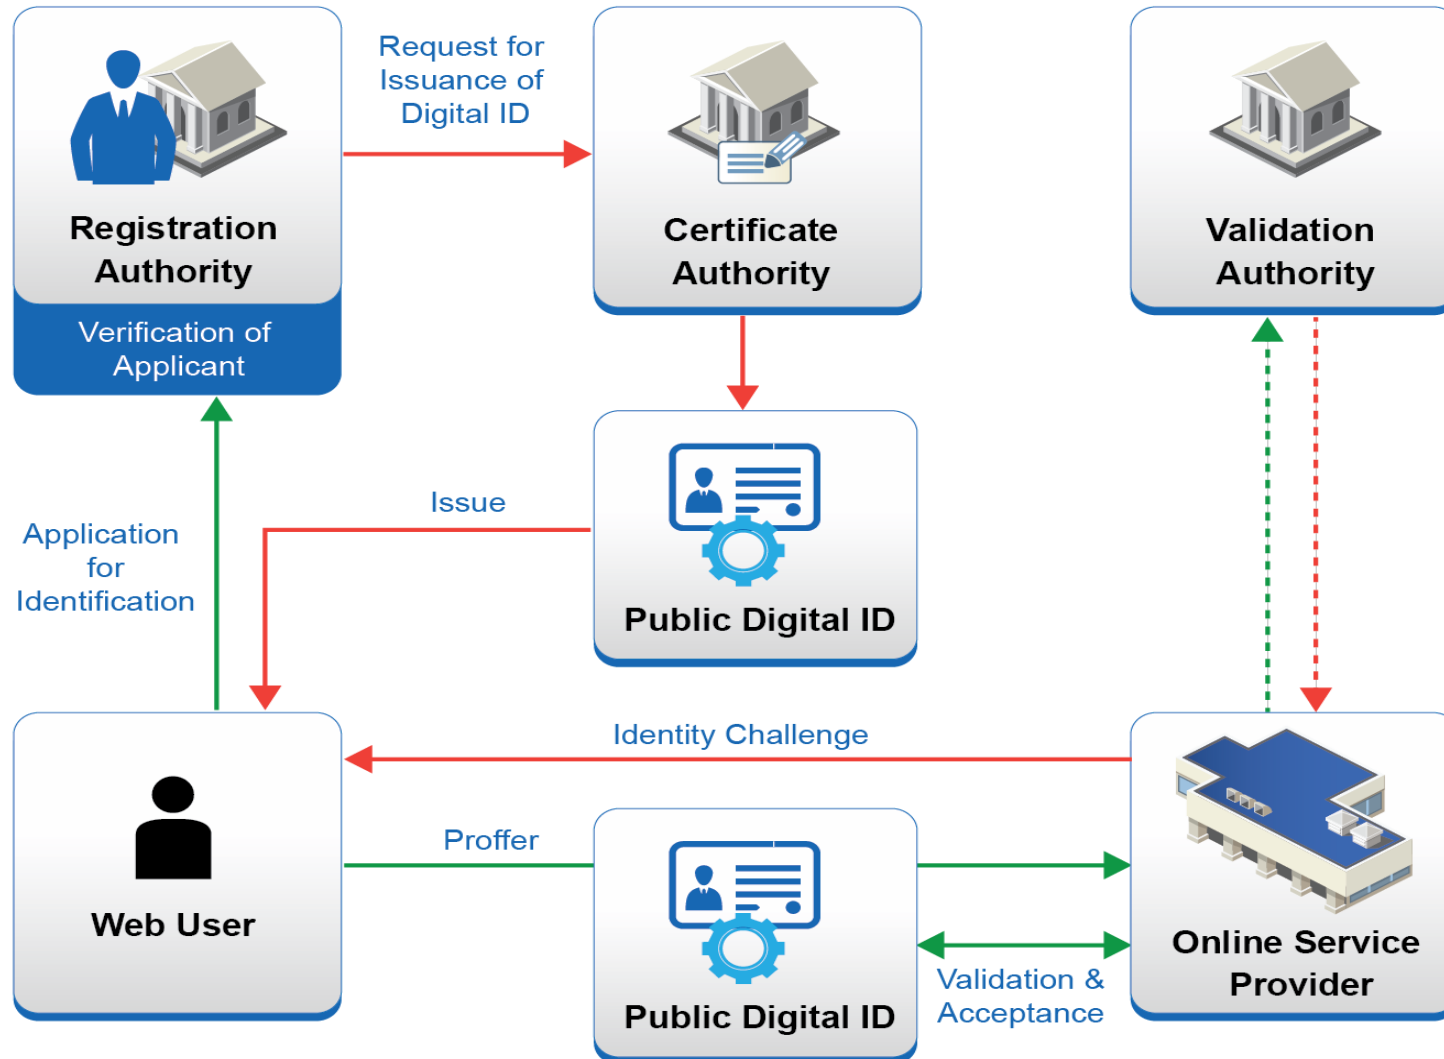 Request for
Issuance of
Digital ID
Registration
Authority
Verification of
Applicant
Certificate
Authority
Validation
Authority
Application
for
Identification
Issue
Public Digital ID
Identity Challenge
Web User
Proffer
Public Digital ID
Validation &
Acceptance
Online Service
Provider